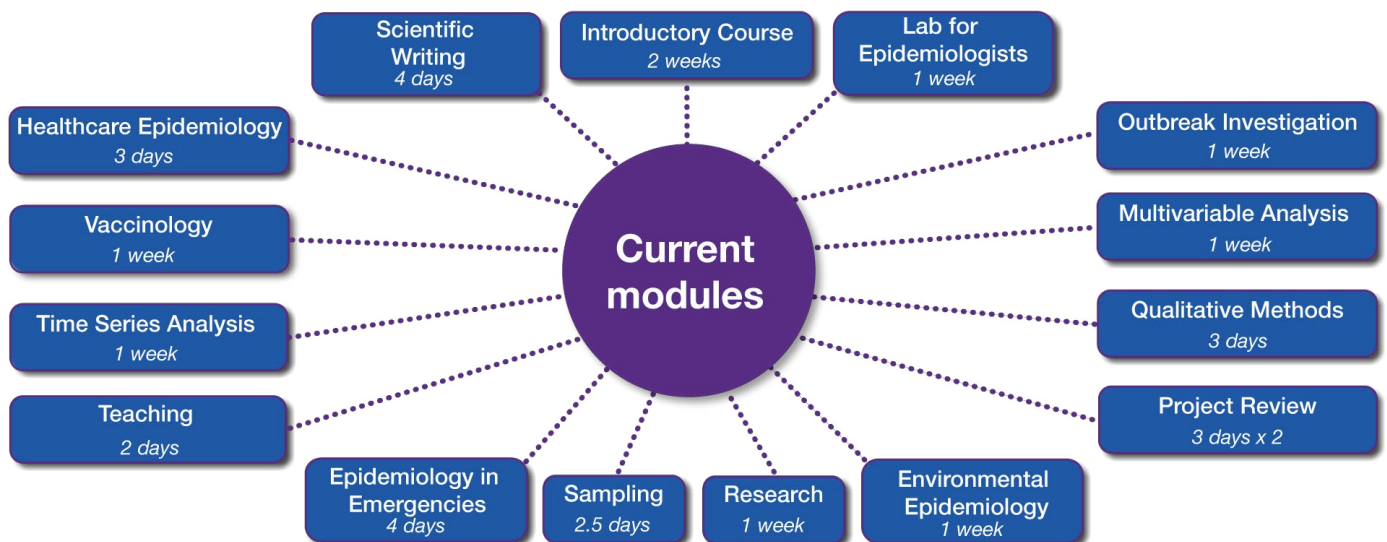 Scientific
Writing
4 days
Introductory Course
2 weeks
Lab for
Epidemiologists
1 week
Healthcare Epidemiology
3 days
Outbreak Investigation
1 week
Vaccinology
1 week
Multivariable Analysis
1 week
Current
modules
Time Series Analysis
1 week
Qualitative Methods
3 days
Teaching
2 days
Project Review
3 days x 2
Epidemiology in
Emergencies
4 days
Sampling
2.5 days
Research
1 week
Environmental
Epidemiology
1 week